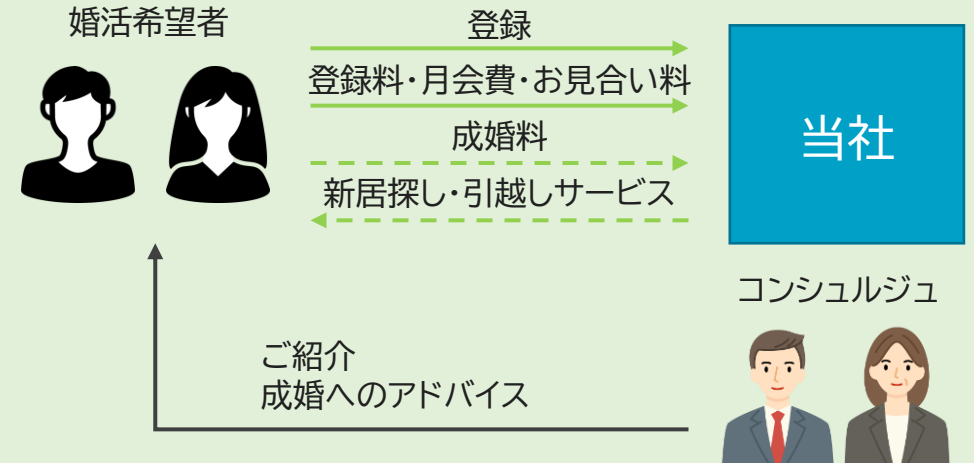 婚活希望者
登録
登録料・月会費・お見合い料
成婚料
新居探し・引越しサービス
当社
コンシュルジュ
ご紹介
成婚へのアドバイス